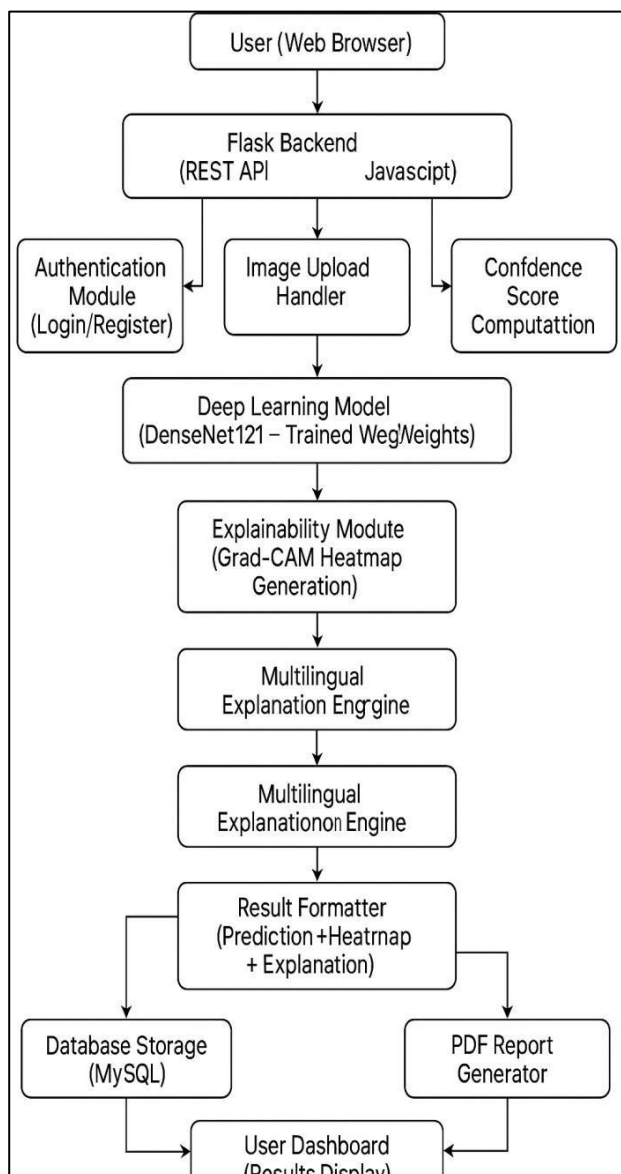 User (Web Browser)
Flask Backend
(REST API Javascipt)
Authentication
Module
(Login/Register)
Image Upload
Handler
Confdence
Score
Computattion
Deep Learning Model
(DenseNet121 – Trained WegWeights)
Explainability Modute
(Grad-CAM Heatmap
Generation)
Multilingual
Explanation Engrgine
Multilingual
Explanationon Engine
Result Formatter
(Prediction +Heatrnap
+ Explanation)
Database Storage
(MySQL)
PDF Report
Generator
User Dashboard
(Results Display)